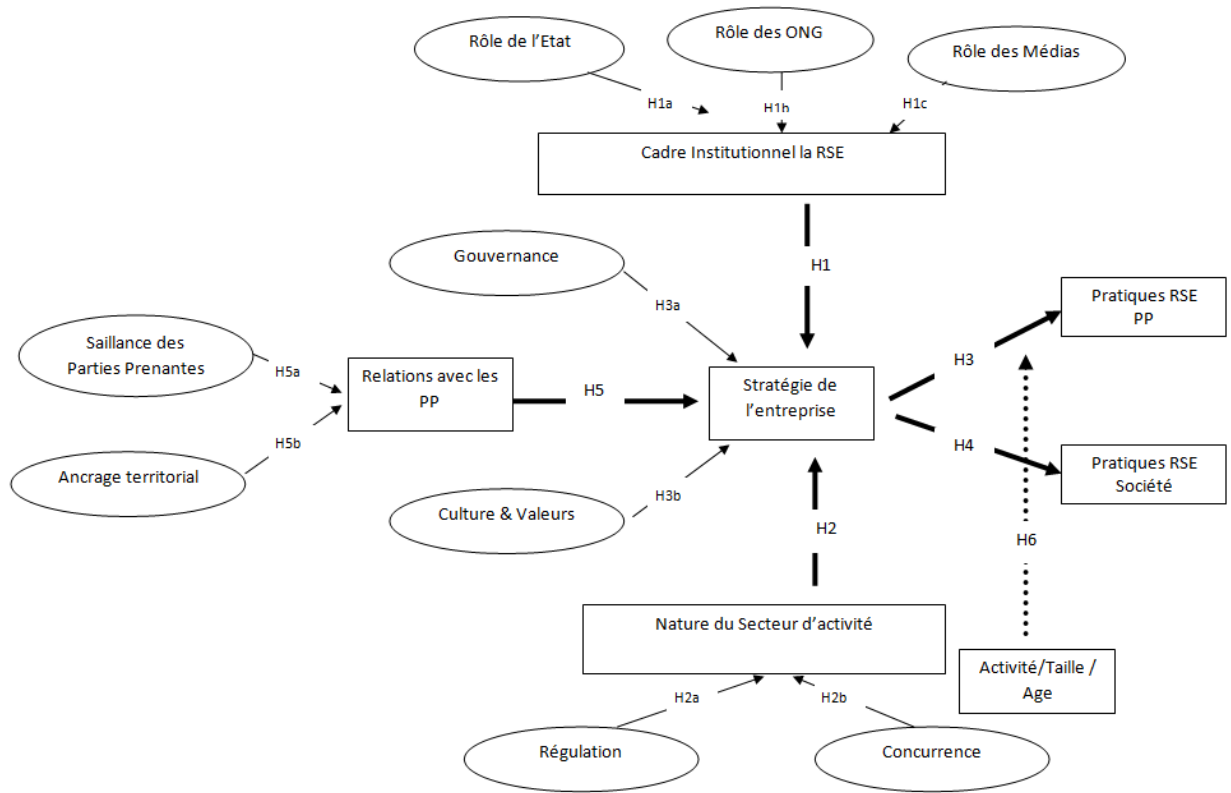 Rôle de l'Etat
Rôle des ONG
Rôle des Médias
H1a
H1b
H1c
Cadre Institutionnel la RSE
Gouvernance
H1
H3a
Pratiques RSE
PP
Saillance des
Parties Prenantes
H5a
Relations avec les
PP
H5
Stratégie de
l'entreprise
H3
H5b
Ancrage territorial
H4
Pratiques RSE
Société
H3b
Culture & Valeurs
H2
H6
Nature du Secteur d'activité
Activité/Taille /
Age
H2a
H2b
Régulation
Concurrence